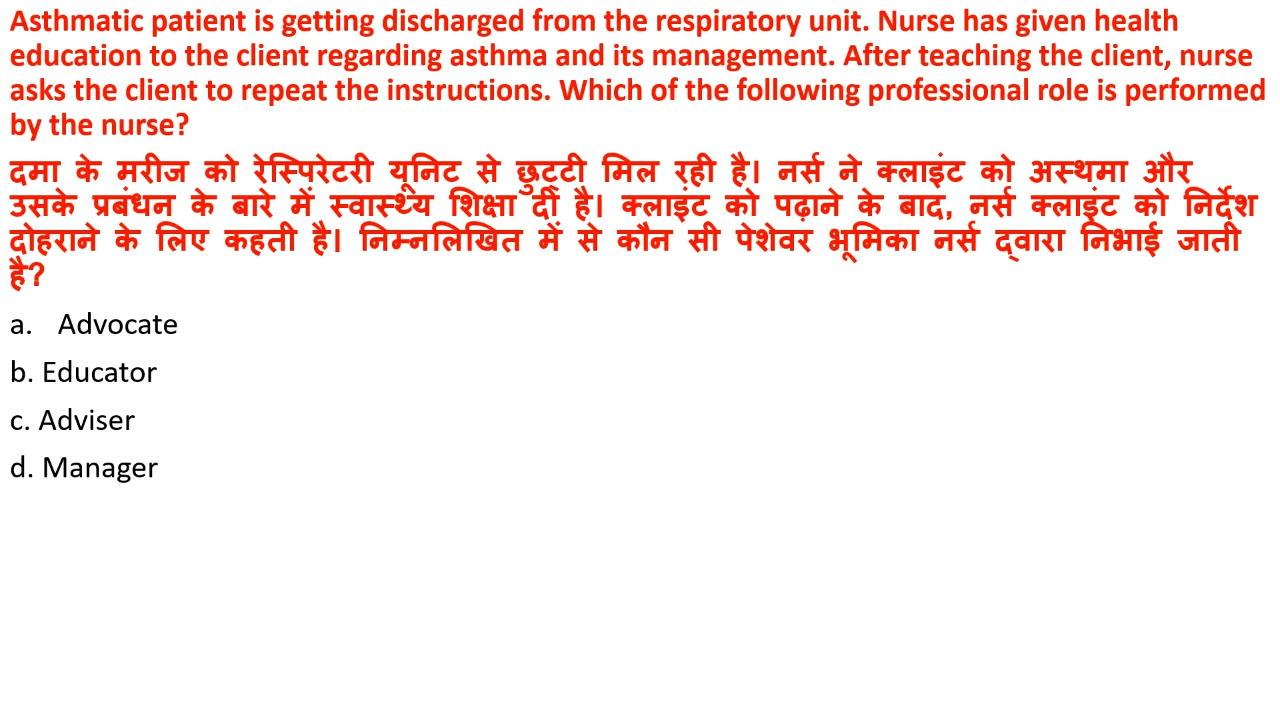 Asthmatic patient is getting discharged from the respiratory unit. Nurse has given health
education to the client regarding asthma and its management. After teaching the client, nurse
asks the client to repeat the instructions. Which of the following professional role is performed
by the nurse?
दमा के मरीज को रेस्पिरेटरी यूनिट से छुट्टी मिल रही है। नर्स ने क्लाइंट को अस्थमा और
उसके प्रबंधन के बारे में स्वास्थ्य शिक्षा दी है। क्लाइंट को पढ़ाने के बाद, नर्स क्लाइंट को निर्देश
दोहराने के लिए कहती है। निम्नलिखित में से कौन सी पेशेवर भूमिका नर्स द्वारा निभाई जाती
है?
a. Advocate
b. Educator
c. Adviser
d. Manager